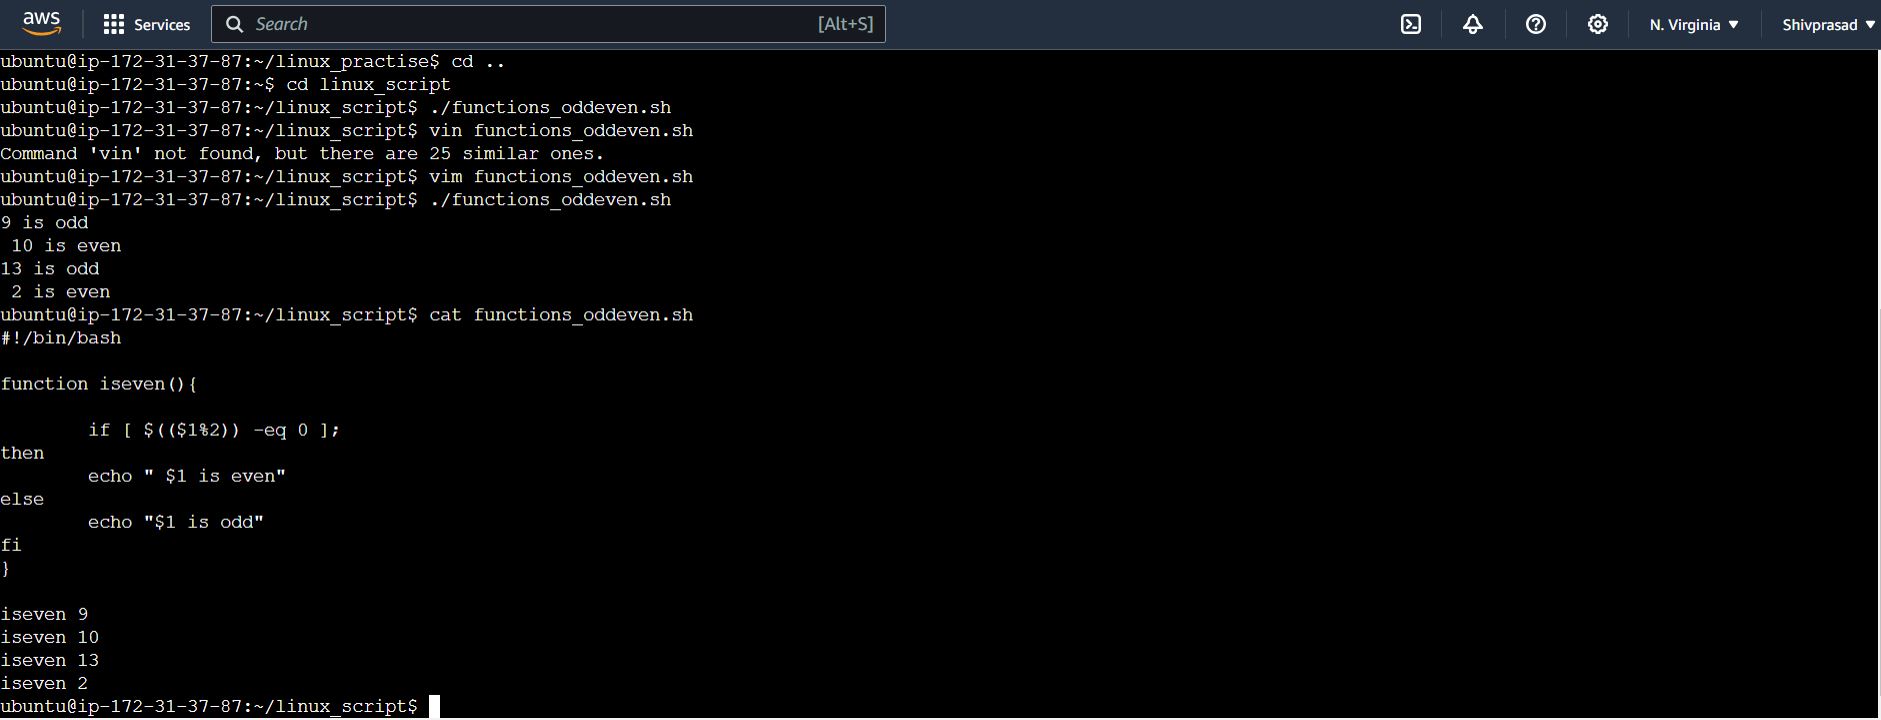 aws Services Search [Alt+S] N. Virginia Shivprasad
ubuntu@ip-172-31-37-87:~/linux_practise$ cd ..
ubuntu@ip-172-31-37-87:~$ cd linux_script
ubuntu@ip-172-31-37-87:~/linux_script$ ./functions_oddeven.sh
ubuntu@ip-172-31-37-87:~/linux_script$ vin functions_oddeven.sh
Command 'vin' not found, but there are 25 similar ones.
ubuntu@ip-172-31-37-87:~/linux_script$ vim functions_oddeven.sh
ubuntu@ip-172-31-37-87:~/linux_script$ ./functions_oddeven.sh
9 is odd
 10 is even
13 is odd
 2 is even
ubuntu@ip-172-31-37-87:~/linux_script$ cat functions_oddeven.sh
#!/bin/bash

function iseven(){

        if [ $(($1%2)) -eq 0 ];
then
        echo " $1 is even"
else
        echo "$1 is odd"
fi
}

iseven 9
iseven 10
iseven 13
iseven 2
ubuntu@ip-172-31-37-87:~/linux_script$